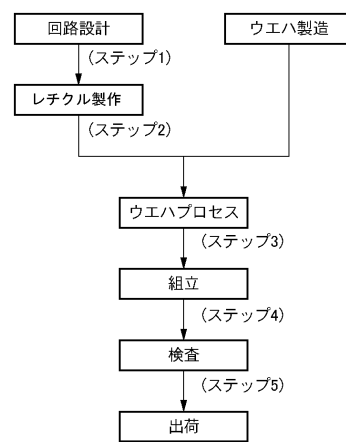 回路設計
ウエハ製造
(ステップ1)
レチクル製作
(ステップ2)
ウエハプロセス
(ステップ3)
組立
(ステップ4)
検査
(ステップ5)
出荷